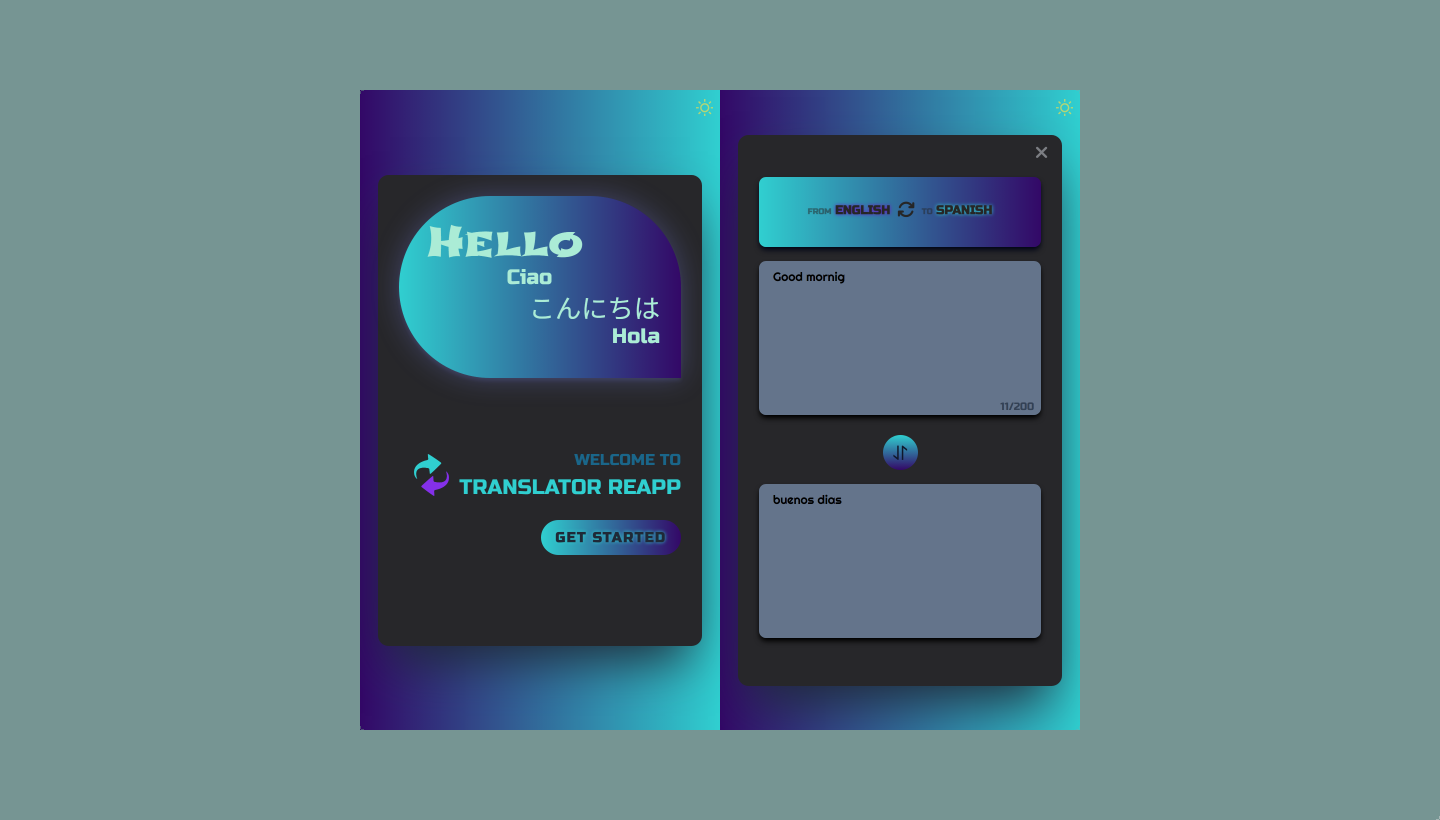 Hello
Ciao
こんにちは
Hola
WELCOME TO
TRANSLATOR REAPP
GET STARTED
FROM ENGLISH TO SPANISH
Good mornig
11/200
buenos dias